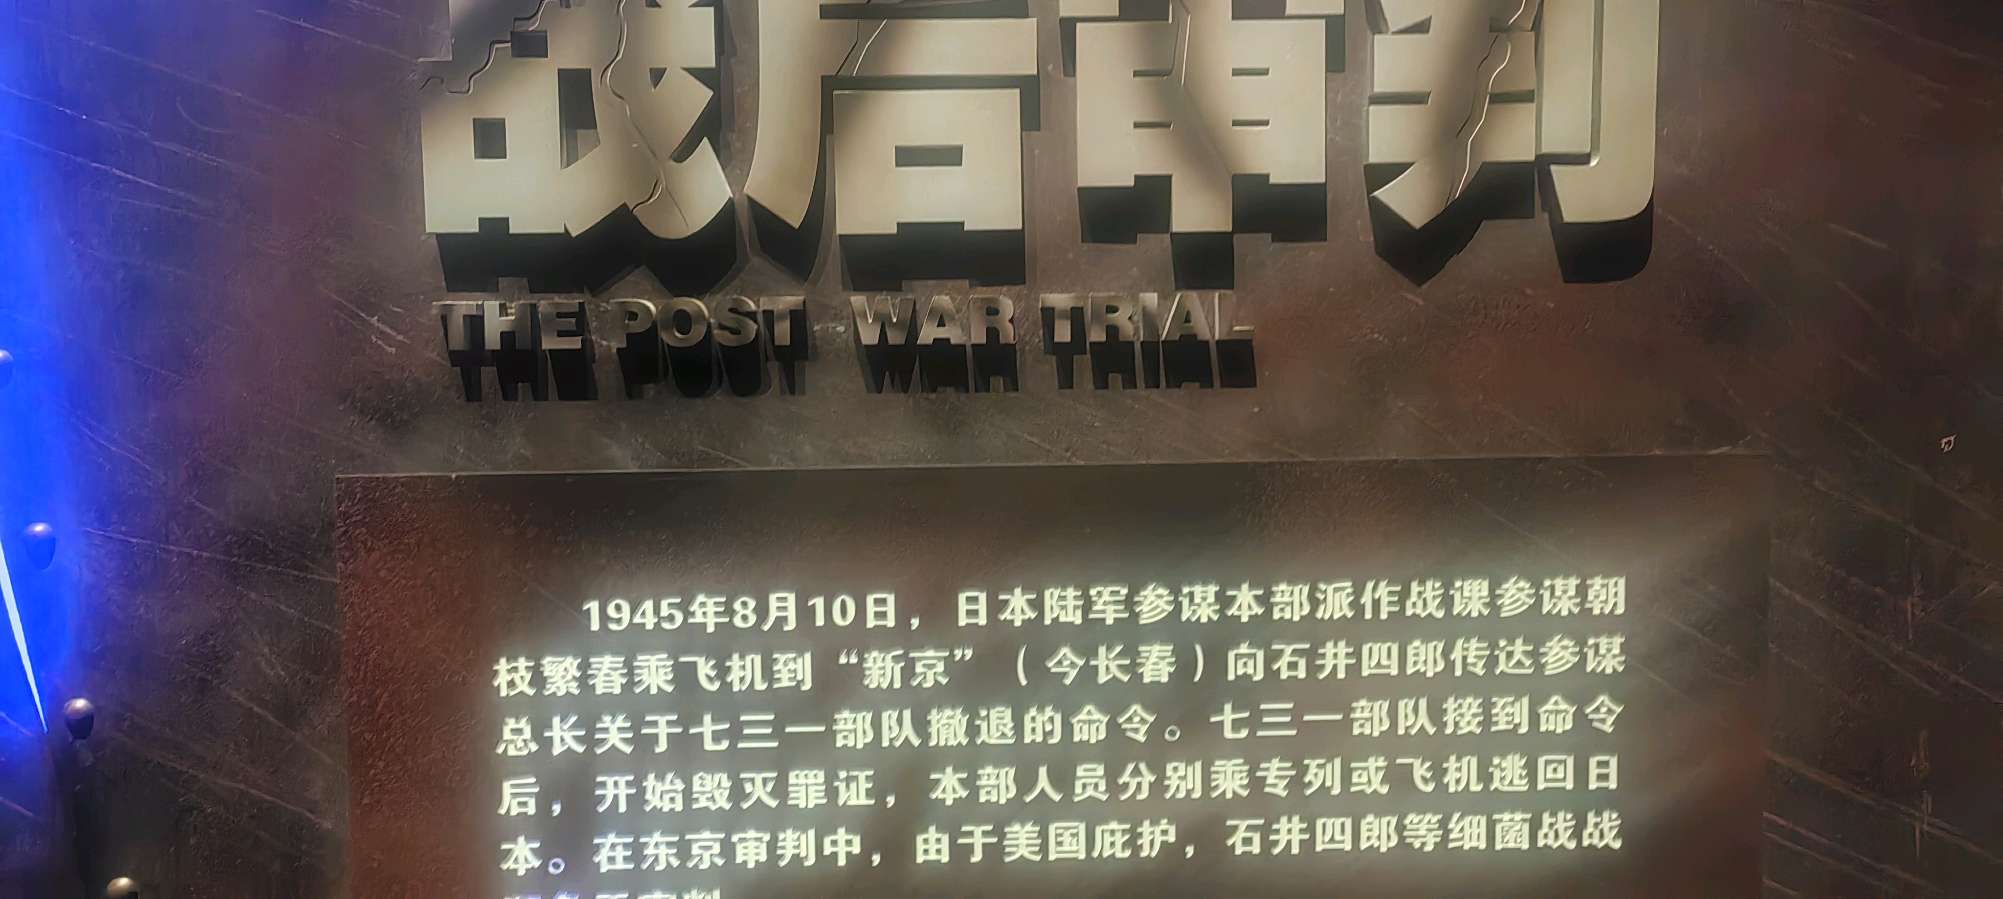 战后审判
THE POST WAR TRIAL
1945年8月10日，日本陆军参谋本部派作战课参谋朝
枝繁春乘飞机到“新京”（今长春）向石井四郎传达参谋
总长关于七三一部队撤退的命令。七三一部队接到命令
后，开始毁灭罪证，本部人员分别乘专列或飞机逃回日
本。在东京审判中，由于美国庇护，石井四郎等细菌战战